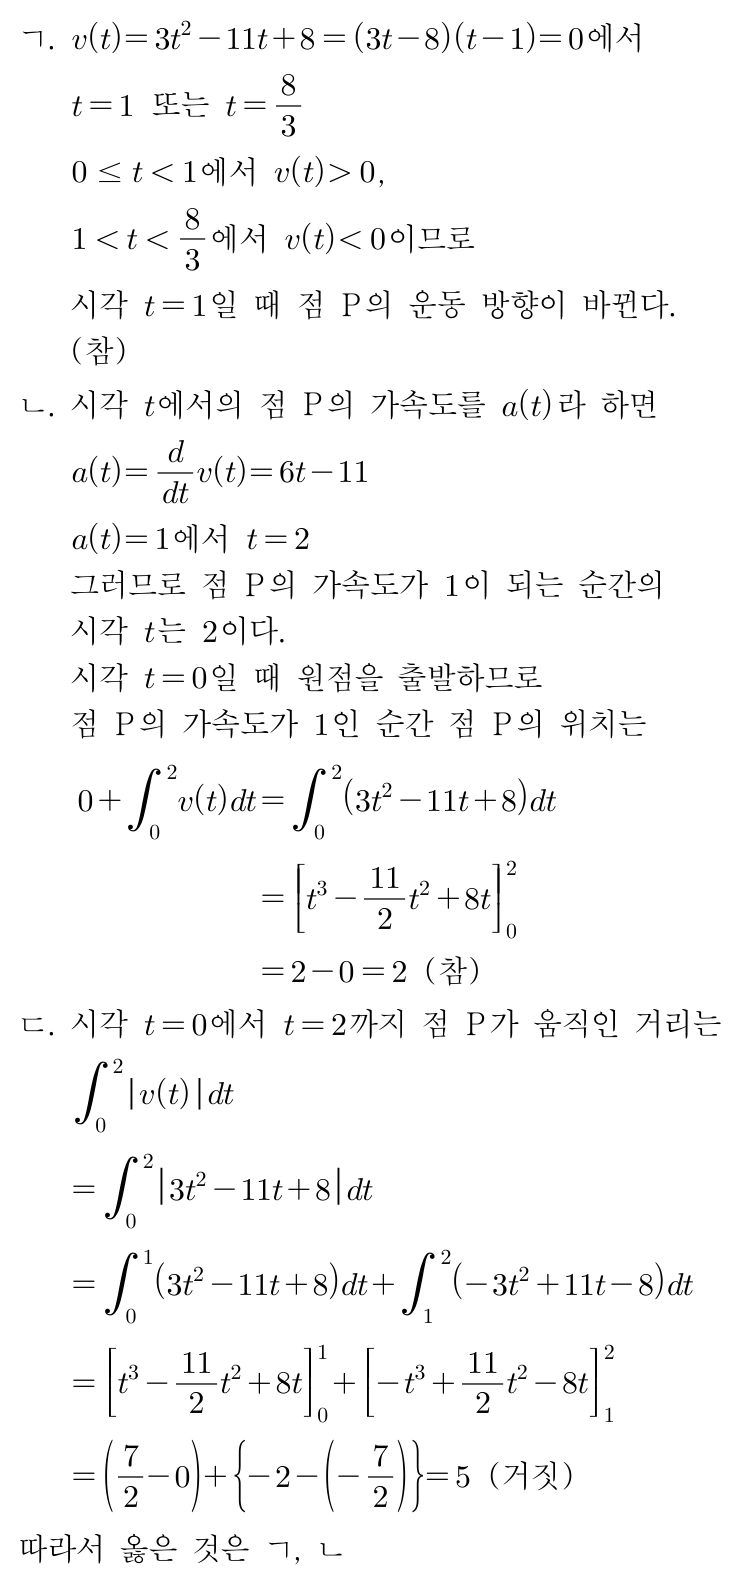 ㄱ. v(t)=3t²-11t+8=(3t-8)(t-1)=0에서
t=1 또는 t=8/3
0≤t<1에서 v(t)>0,
1<t<8/3에서 v(t)<0이므로
시각 t=1일 때 점 P의 운동 방향이 바뀐다.
(참)
ㄴ. 시각 t에서의 점 P의 가속도를 a(t)라 하면
a(t)=d/dt v(t)=6t-11
a(t)=1에서 t=2
그러므로 점 P의 가속도가 1이 되는 순간의
시각 t는 2이다.
시각 t=0일 때 원점을 출발하므로
점 P의 가속도가 1인 순간 점 P의 위치는
0+∫₀² v(t)dt=∫₀² (3t²-11t+8)dt
=[t³-11/2 t²+8t]₀²
=2-0=2 (참)
ㄷ. 시각 t=0에서 t=2까지 점 P가 움직인 거리는
∫₀² |v(t)|dt
=∫₀² |3t²-11t+8|dt
=∫₀¹ (3t²-11t+8)dt+∫₁² (-3t²+11t-8)dt
=[t³-11/2 t²+8t]₀¹+[-t³+11/2 t²-8t]₁²
=(7/2-0)+{-2-(-7/2)}=5 (거짓)
따라서 옳은 것은 ㄱ, ㄴ